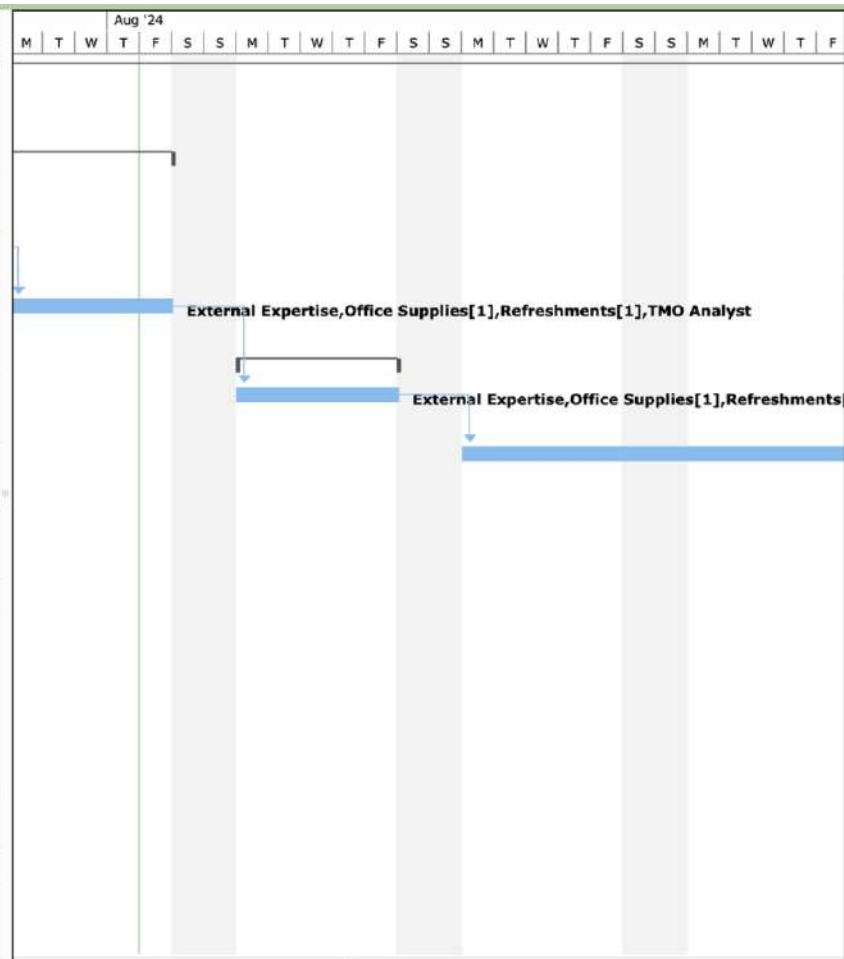 Aug '24
M T W T F S S M T W T F S S M T W T F S S M T W T F
External Expertise,Office Supplies[1],Refreshments[1],TMO Analyst
External Expertise,Office Supplies[1],Refreshments[